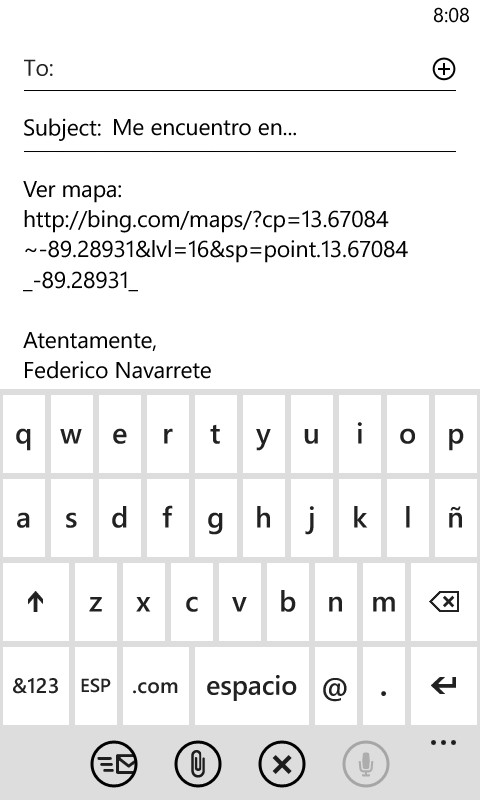 8:08
To:
Subject: Me encuentro en...
Ver mapa:
http://bing.com/maps/?cp=13.67084
~-89.28931&lvl=16&sp=point.13.67084
_-89.28931_
Atentamente,
Federico Navarrete
q w e r t y u i o p
a s d f g h j k l ñ
z x c v b n m
&123 ESP .com espacio @ .